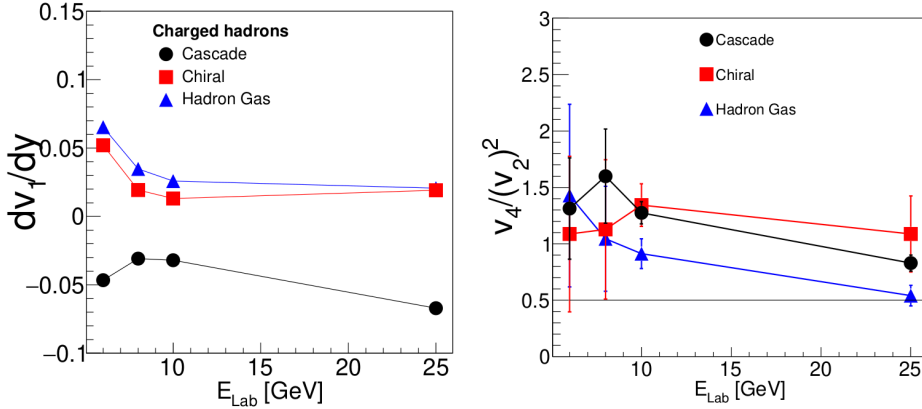 0.15
0.1
0.05
0
−0.05
−0.1
dv1/dy
Charged hadrons
Cascade
Chiral
Hadron Gas
10 15 20 25
ELab [GeV]
3
2.5
2
1.5
1
0.5
0
v4/(v2)2
Cascade
Chiral
Hadron Gas
10 15 20 25
ELab [GeV]